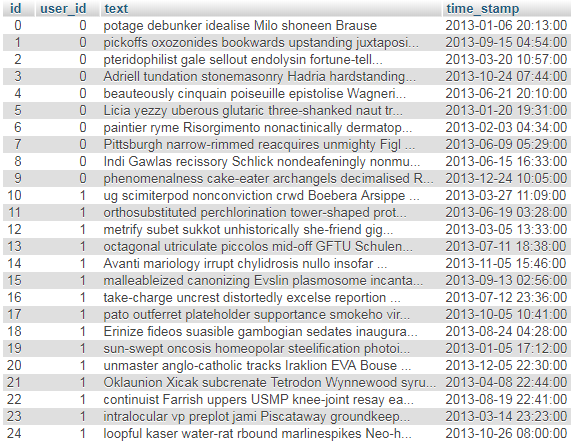 id user_id text time_stamp
0 0 potage debunker idealise Milo shoneen Brause 2013-01-06 20:13:00
1 0 pickoffs oxozonides bookwards upstanding juxtaposi... 2013-09-15 04:54:00
2 0 pteridophilist gale sellout endolysin fortune-tell... 2013-03-20 10:57:00
3 0 Adriell tundation stonemasonry Hadria hardstanding... 2013-10-24 07:44:00
4 0 beauteously cinquain poiseuille epistolise Wagneri... 2013-06-21 20:10:00
5 0 Licia yezzy uberous glutaric three-shanked naut tr... 2013-01-20 19:31:00
6 0 paintier ryme Risorgimento nonactinically dermatop... 2013-02-03 04:34:00
7 0 Pittsburgh narrow-rimmed reacquires unmighty Figl ... 2013-06-09 05:29:00
8 0 Indi Gawlas recissory Schlick nondeafeningly nonmu... 2013-06-15 16:33:00
9 0 phenomenalness cake-eater archangels decimalised R... 2013-12-24 10:05:00
10 1 ug scimiterpod nonconviction crwd Boebera Arsippe ... 2013-03-27 11:09:00
11 1 orthosubstituted perchlorination tower-shaped prot... 2013-06-19 03:28:00
12 1 metrify subet sukkot unhistorically she-friend gig... 2013-03-05 13:33:00
13 1 octagonal utriculate piccolos mid-off GFTU Schulen... 2013-07-11 18:38:00
14 1 Avanti mariology irrupt chylidrosis nullo insofar ... 2013-11-05 15:46:00
15 1 malleableized canonizing Evslin plasmosome incanta... 2013-09-13 02:56:00
16 1 take-charge uncrest distortedly excelse reportion ... 2013-07-12 23:36:00
17 1 pato outferret placeholder supportance smokeho vir... 2013-10-05 10:41:00
18 1 Erinize fideos suasible gambogian sedates inaugura... 2013-08-24 04:28:00
19 1 sun-swept oncosis homeopolar steelification photoi... 2013-01-05 17:12:00
20 1 unmaster anglo-catholic tracks Iraklion EVA Bouse ... 2013-12-05 22:30:00
21 1 Oklaunion Xicak subcrenate Tetrodon Wynnewood syru... 2013-04-08 22:44:00
22 1 continuist Farrish uppers USMP knee-joint resay ea... 2013-08-19 22:41:00
23 1 intralocular vp preplot jami Piscataway groundkeep... 2013-03-14 23:23:00
24 1 loopful kaser water-rat rbound marlinespikes Neo-h... 2013-10-26 08:00:00